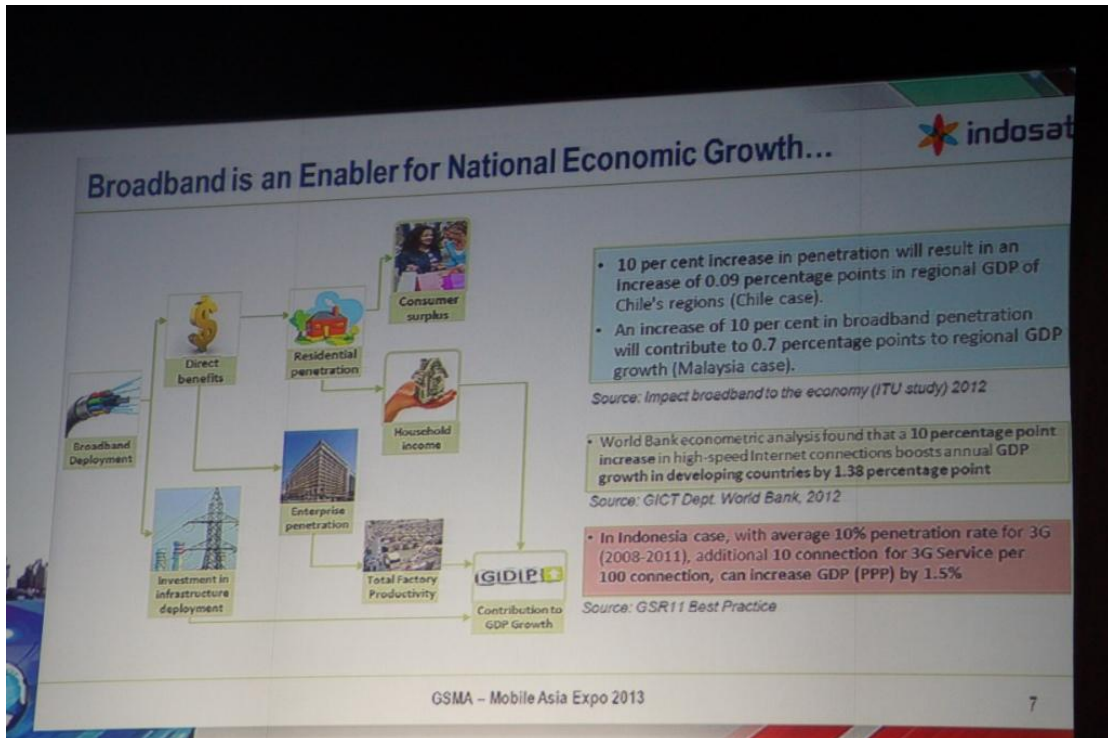 indosat
Broadband is an Enabler for National Economic Growth...
Consumer
surplus
Direct
benefits
Residential
penetration
Household
income
Broadband
Deployment
Enterprise
penetration
Investment in
infrastructure
deployment
Total Factory
Productivity
GDP
Contribution to
GDP Growth
• 10 per cent increase in penetration will result in an
increase of 0.09 percentage points in regional GDP of
Chile's regions (Chile case).
• An increase of 10 per cent in broadband penetration
will contribute to 0.7 percentage points to regional GDP
growth (Malaysia case).
Source: Impact broadband to the economy (ITU study) 2012
• World Bank econometric analysis found that a 10 percentage point
increase in high-speed Internet connections boosts annual GDP
growth in developing countries by 1.38 percentage point
Source: GICT Dept. World Bank, 2012
• In Indonesia case, with average 10% penetration rate for 3G
(2008-2011), additional 10 connection for 3G Service per
100 connection, can increase GDP (PPP) by 1.5%
Source: GSR11 Best Practice
GSMA – Mobile Asia Expo 2013
7